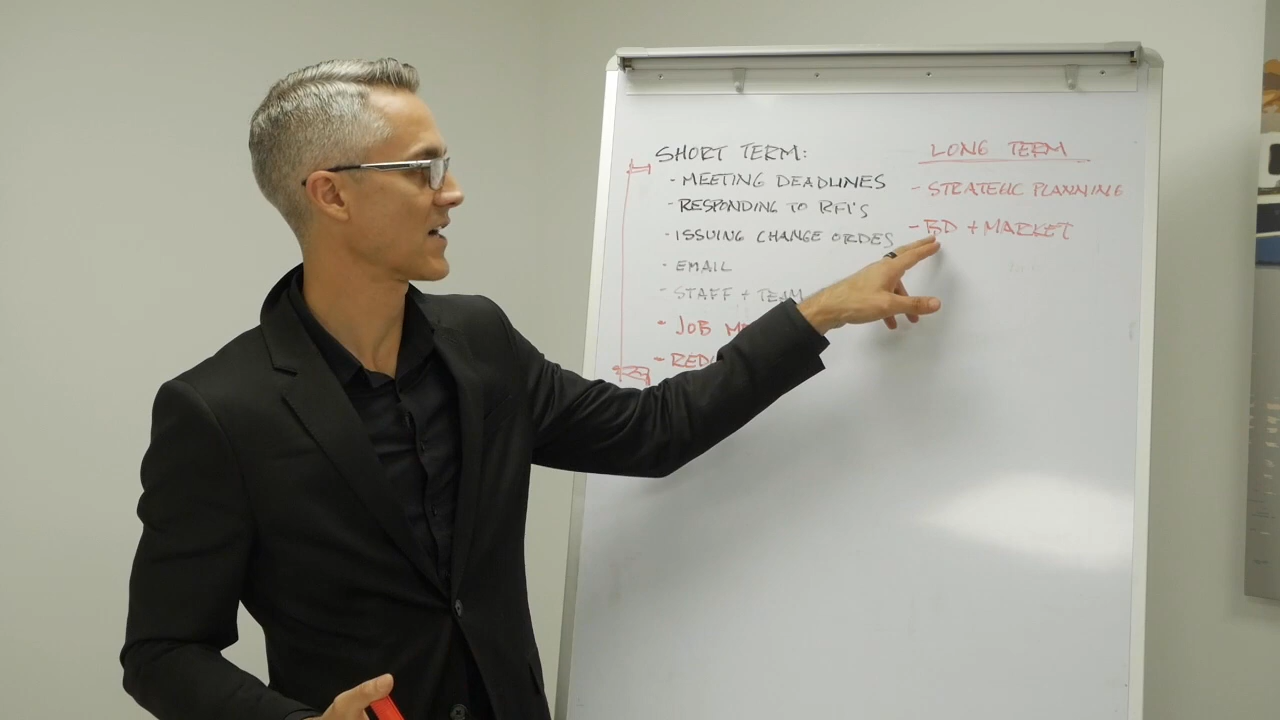 SHORT TERM:
- MEETING DEADLINES
- RESPONDING TO RFI'S
- ISSUING CHANGE ORDES
- EMAIL
- STAFF + TEAM
- JOB
LONG TERM
- STRATEGIC PLANNING
- BD + MARKET